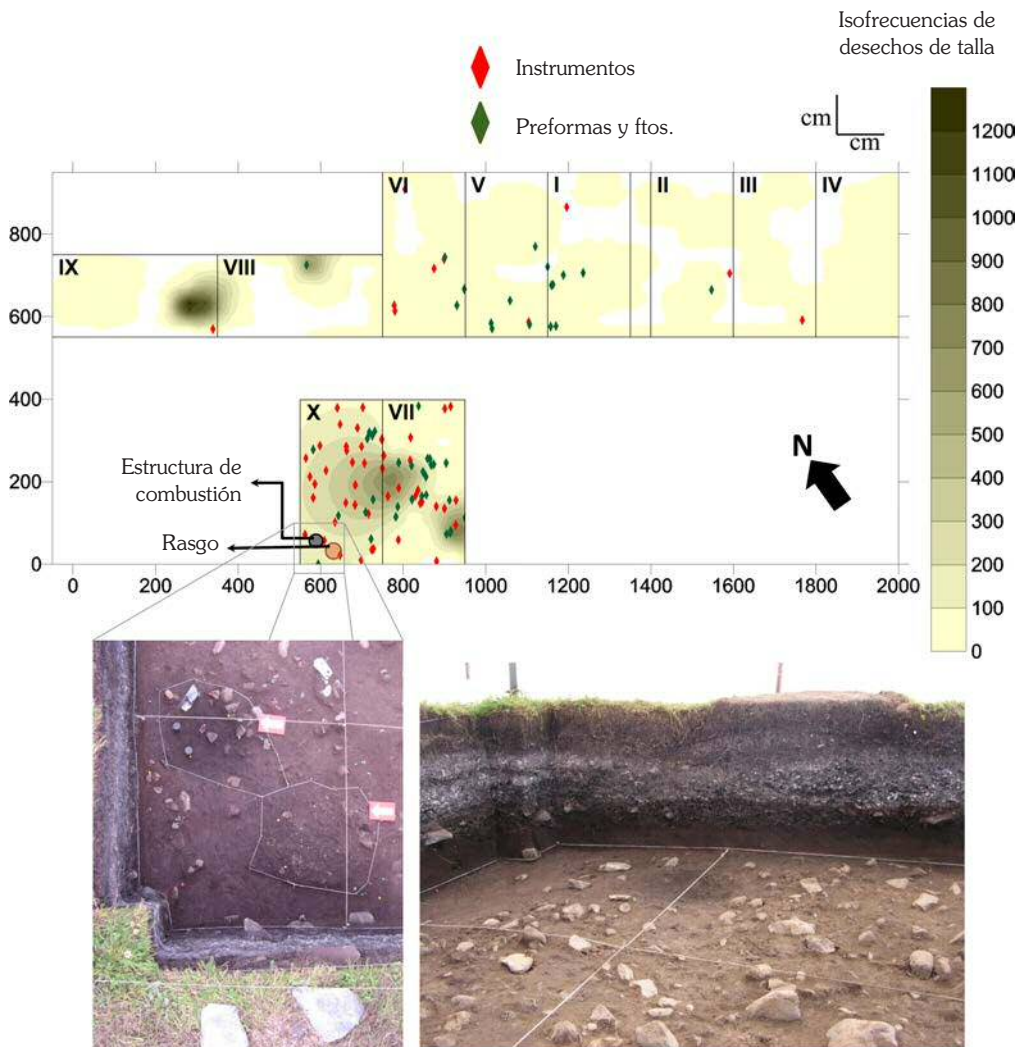 Isofrecuencias de
desechos de talla
Instrumentos
Preformas y ftos.
cm
cm
1200
1100
1000
900
800
700
600
500
400
300
200
100
0
0 200 400 600 800 1000 1200 1400 1600 1800 2000
800
600
400
200
0
VI V I II III IV
IX VIII
X VII
N
Estructura de
combustión
Rasgo